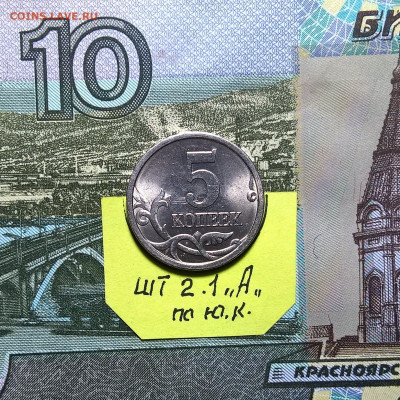 COINS.LAVE.RU
10
БИ
5
КОПЕЕК
ШТ 2.1 „А„
по Ю.К.
КРАСНОЯРС